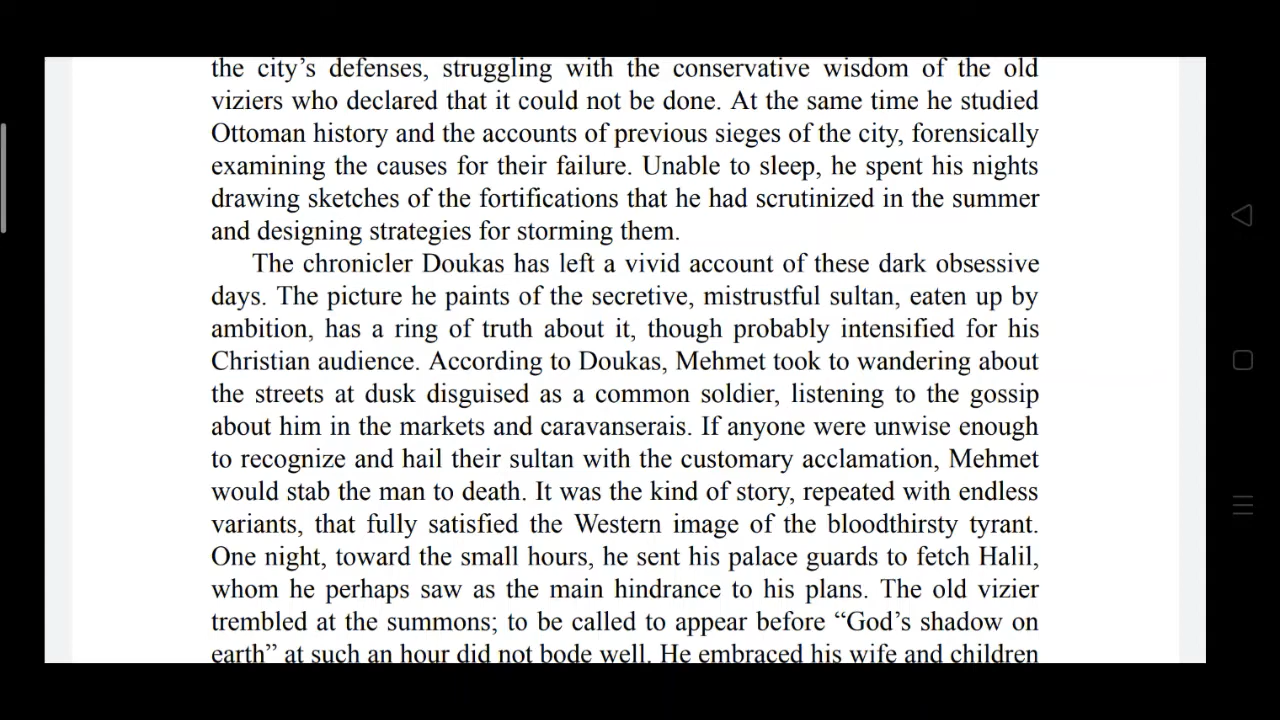 the city’s defenses, struggling with the conservative wisdom of the old
viziers who declared that it could not be done. At the same time he studied
Ottoman history and the accounts of previous sieges of the city, forensically
examining the causes for their failure. Unable to sleep, he spent his nights
drawing sketches of the fortifications that he had scrutinized in the summer
and designing strategies for storming them.
The chronicler Doukas has left a vivid account of these dark obsessive
days. The picture he paints of the secretive, mistrustful sultan, eaten up by
ambition, has a ring of truth about it, though probably intensified for his
Christian audience. According to Doukas, Mehmet took to wandering about
the streets at dusk disguised as a common soldier, listening to the gossip
about him in the markets and caravanserais. If anyone were unwise enough
to recognize and hail their sultan with the customary acclamation, Mehmet
would stab the man to death. It was the kind of story, repeated with endless
variants, that fully satisfied the Western image of the bloodthirsty tyrant.
One night, toward the small hours, he sent his palace guards to fetch Halil,
whom he perhaps saw as the main hindrance to his plans. The old vizier
trembled at the summons; to be called to appear before “God’s shadow on
earth” at such an hour did not bode well. He embraced his wife and children